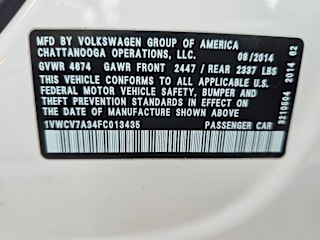 MFD BY VOLKSWAGEN GROUP OF AMERICA
CHATTANOOGA OPERATIONS, LLC. 08/2014
GVWR 4674 GAWR FRONT 2447 / REAR 2337 LBS
THIS VEHICLE CONFORMS TO ALL APPLICABLE U.S.
FEDERAL MOTOR VEHICLE SAFETY, BUMPER AND THEFT
PREVENTION STANDARDS IN EFFECT ON
THE DATE OF MANUFACTURE SHOWN ABOVE.
1VWCV7A34FC013435 PASSENGER CAR
3210504 2014 02